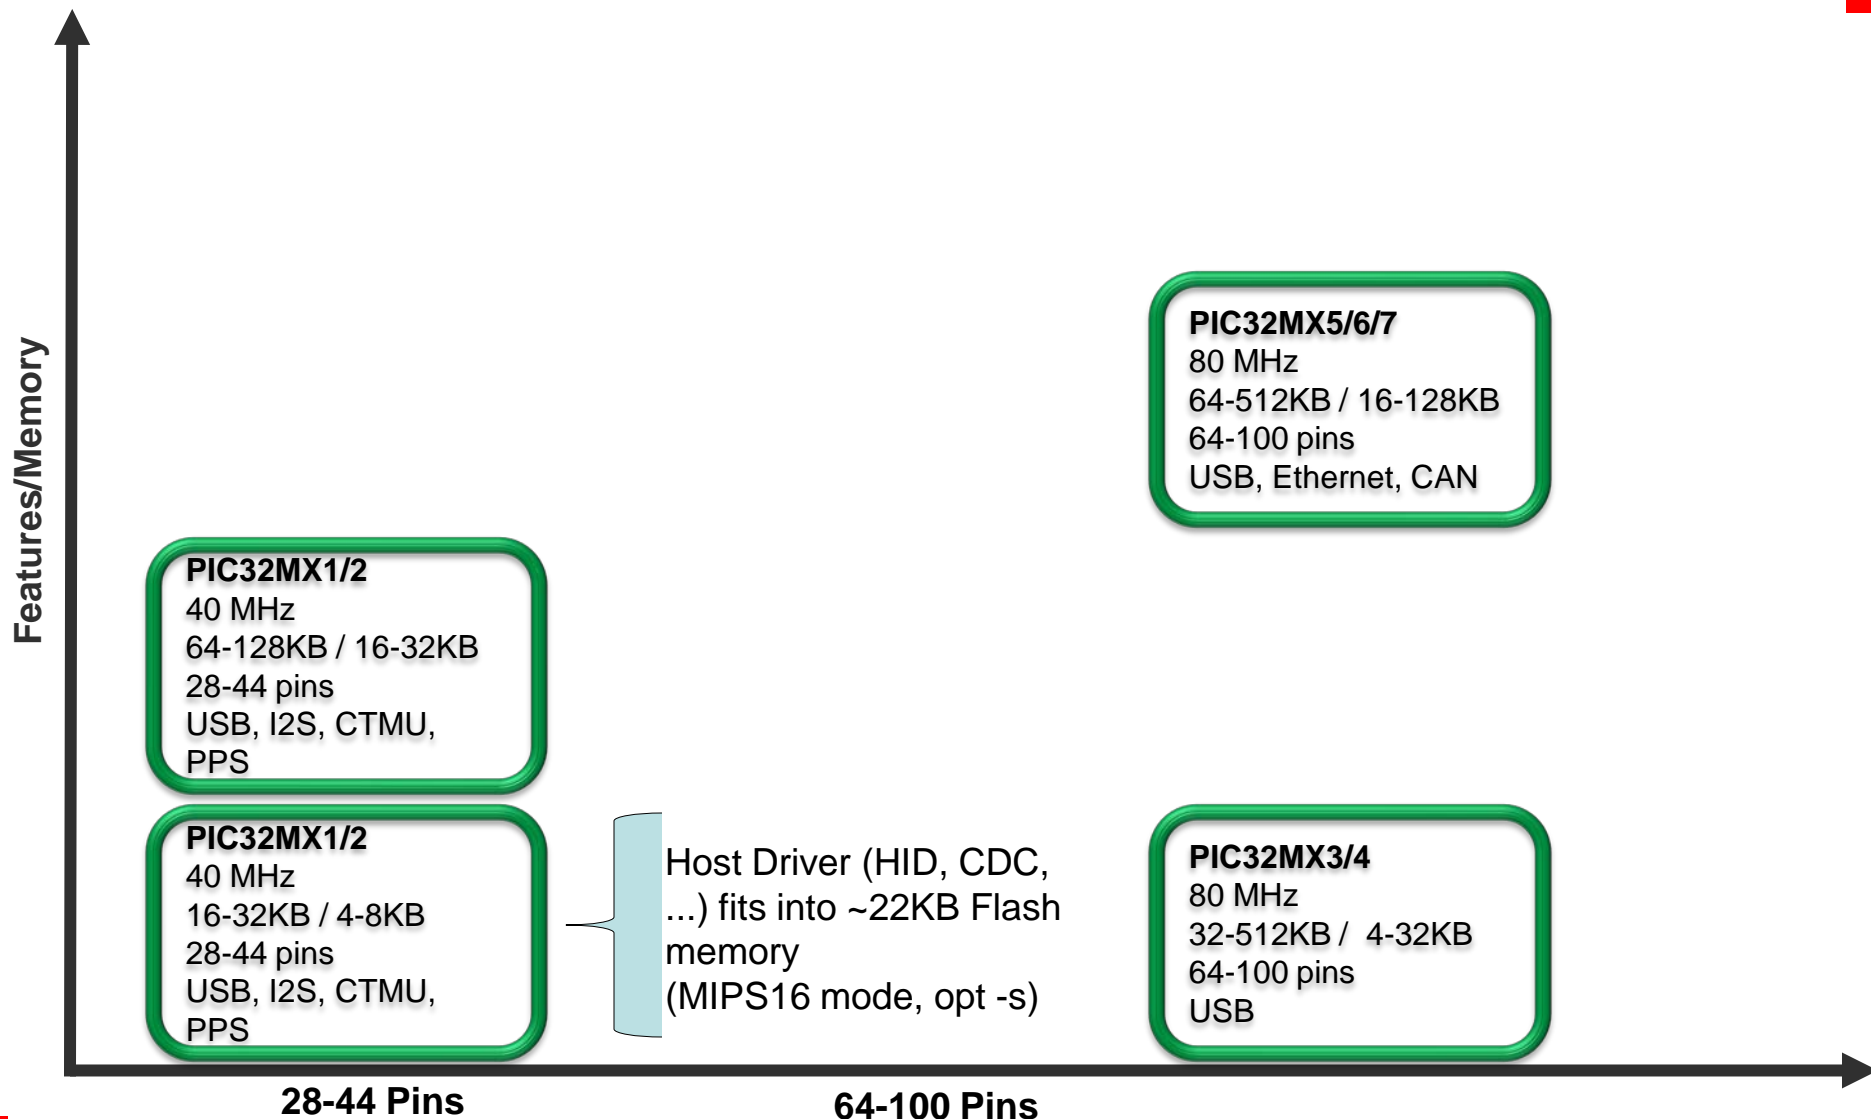 Features/Memory
PIC32MX5/6/7
80 MHz
64-512KB / 16-128KB
64-100 pins
USB, Ethernet, CAN
PIC32MX1/2
40 MHz
64-128KB / 16-32KB
28-44 pins
USB, I2S, CTMU,
PPS
PIC32MX1/2
40 MHz
16-32KB / 4-8KB
28-44 pins
USB, I2S, CTMU,
PPS
Host Driver (HID, CDC,
...) fits into ~22KB Flash
memory
(MIPS16 mode, opt -s)
PIC32MX3/4
80 MHz
32-512KB / 4-32KB
64-100 pins
USB
28-44 Pins
64-100 Pins